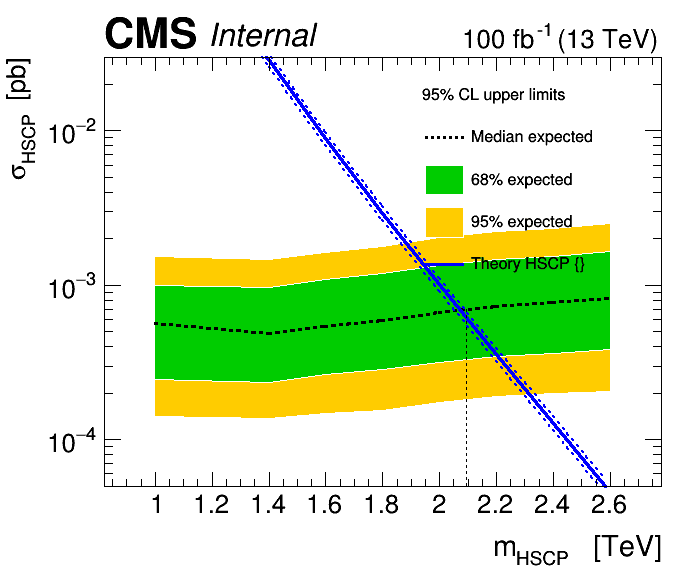 CMS Internal 100 fb⁻¹ (13 TeV)
σHSCP [pb]
95% CL upper limits
Median expected
68% expected
95% expected
Theory HSCP {}
10⁻²
10⁻³
10⁻⁴
1 1.2 1.4 1.6 1.8 2 2.2 2.4 2.6
mHSCP [TeV]